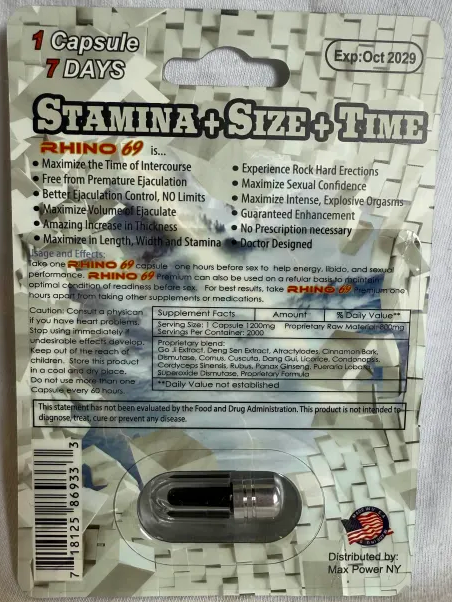 1 Capsule
7 DAYS
Exp:Oct 2029
STAMINA+SIZE+TIME
RHINO 69 is...
• Maximize the Time of Intercourse
• Free from Premature Ejaculation
• Better Ejaculation Control, NO Limits
• Maximize Volume of Ejaculate
• Amazing Increase in Thickness
• Maximize in Length, Width and Stamina
• Experience Rock Hard Erections
• Maximize Sexual Confidence
• Maximize Intense, Explosive Orgasms
• Guaranteed Enhancement
• No Prescription necessary
• Doctor Designed
Usage and Effects:
Take one RHINO 69 capsule one hours before sex to help energy, libido, and sexual
performance. RHINO 69 Premium can also be used on a refular basis to maintain
optimal condition of readiness before sex. For best results, take RHINO 69 Premium one
hours apart from taking other supplements or medications.
Caution: Consult a physican
if you have heart problems.
Stop using immediately if
undesirable effects develop.
Keep out of the reach of
children. Store this product
in a cool and dry place.
Do not use more than one
Capsule every 60 hours.
Supplement Facts Amount % Daily Value**
Serving Size: 1 Capsule 1200mg Proprietary Raw Material 800mg
Servings Per Container: 2000
Proprietary blend:
Go Ji Extract, Deng Sen Extract, Atractylodes, Cinnamon Bark,
Dismutase, Cornus, Cuscuta, Dang Gui, Licorice, Condonopsis,
Cordyceps Sinensis, Rubus, Panax Ginseng, Pueraria Lobata,
Superoxide Dismutase, Proprietary Formula
**Daily Value not established
This statement has not been evaluated by the Food and Drug Administration. This product is not intended to
diagnose, treat, cure or prevent any disease.
7 18125 86933 3
Distributed by:
Max Power NY